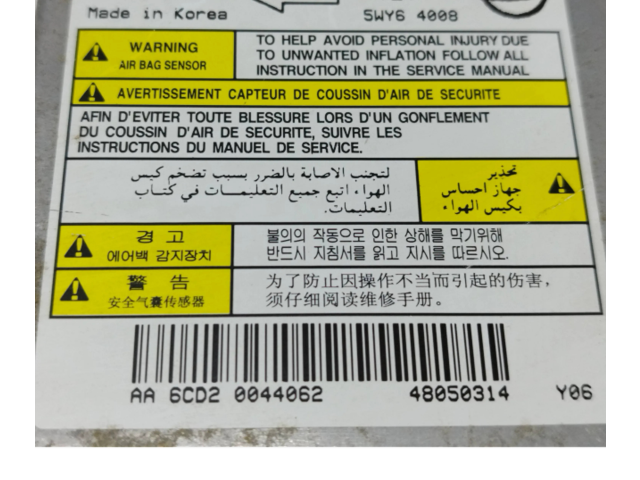 Made in Korea 5WY6 4008
WARNING
AIR BAG SENSOR
TO HELP AVOID PERSONAL INJURY DUE
TO UNWANTED INFLATION FOLLOW ALL
INSTRUCTION IN THE SERVICE MANUAL
AVERTISSEMENT CAPTEUR DE COUSSIN D'AIR DE SECURITE
AFIN D'EVITER TOUTE BLESSURE LORS D'UN GONFLEMENT
DU COUSSIN D'AIR DE SECURITE, SUIVRE LES
INSTRUCTIONS DU MANUEL DE SERVICE.
تحذير
جهاز احساس
بكيس الهواء
لتجنب الاصابة بالضرر بسبب تضخم كيس
الهواء اتبع جميع التعليمـــات في كتــاب
التعليمات.
경 고
에어백 감지장치
불의의 작동으로 인한 상해를 막기위해
반드시 지침서를 읽고 지시를 따르시오.
警 告
安全气囊传感器
为了防止因操作不当而引起的伤害，
须仔细阅读维修手册。
AA 6CD2 0044062 48050314 Y06